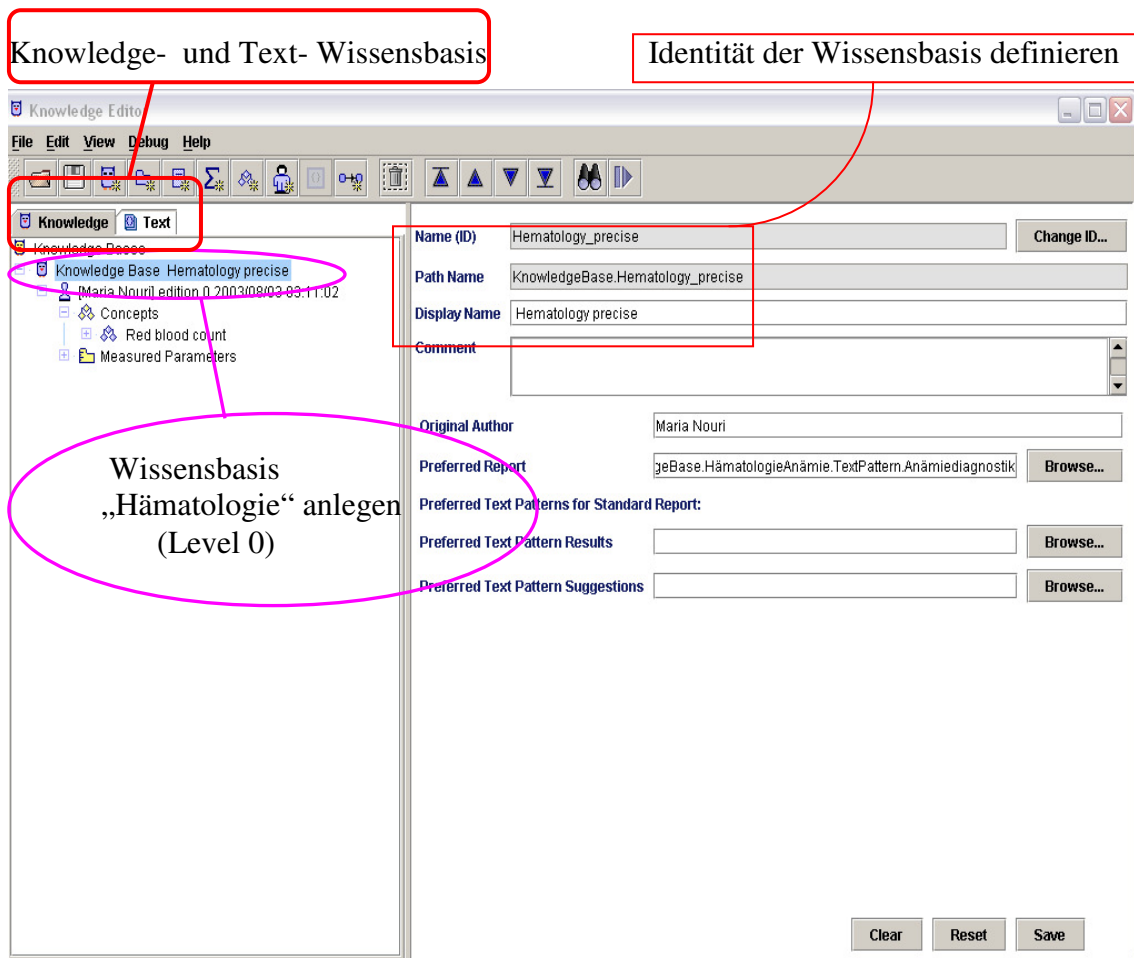 Knowledge- und Text- Wissensbasis
Identität der Wissensbasis definieren
Knowledge Edito
File Edit View Debug Help
Knowledge Text
Knowledge Bases
Knowledge Base Hematology precise
[Maria Nouri] edition 0 2003/08/03 03:11:02
Concepts
Red blood count
Measured Parameters
Wissensbasis
„Hämatologie“ anlegen
(Level 0)
Name (ID) Hematology_precise Change ID...
Path Name KnowledgeBase.Hematology_precise
Display Name Hematology precise
Comment
Original Author Maria Nouri
Preferred Report geBase.HämatologieAnämie.TextPattern.Anämiediagnostik Browse...
Preferred Text Patterns for Standard Report:
Preferred Text Pattern Results Browse...
Preferred Text Pattern Suggestions Browse...
Clear Reset Save